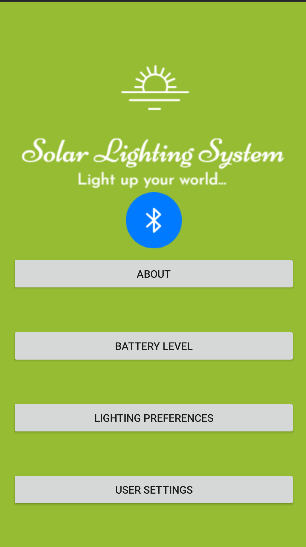 Solar Lighting System
Light up your world...
ABOUT
BATTERY LEVEL
LIGHTING PREFERENCES
USER SETTINGS